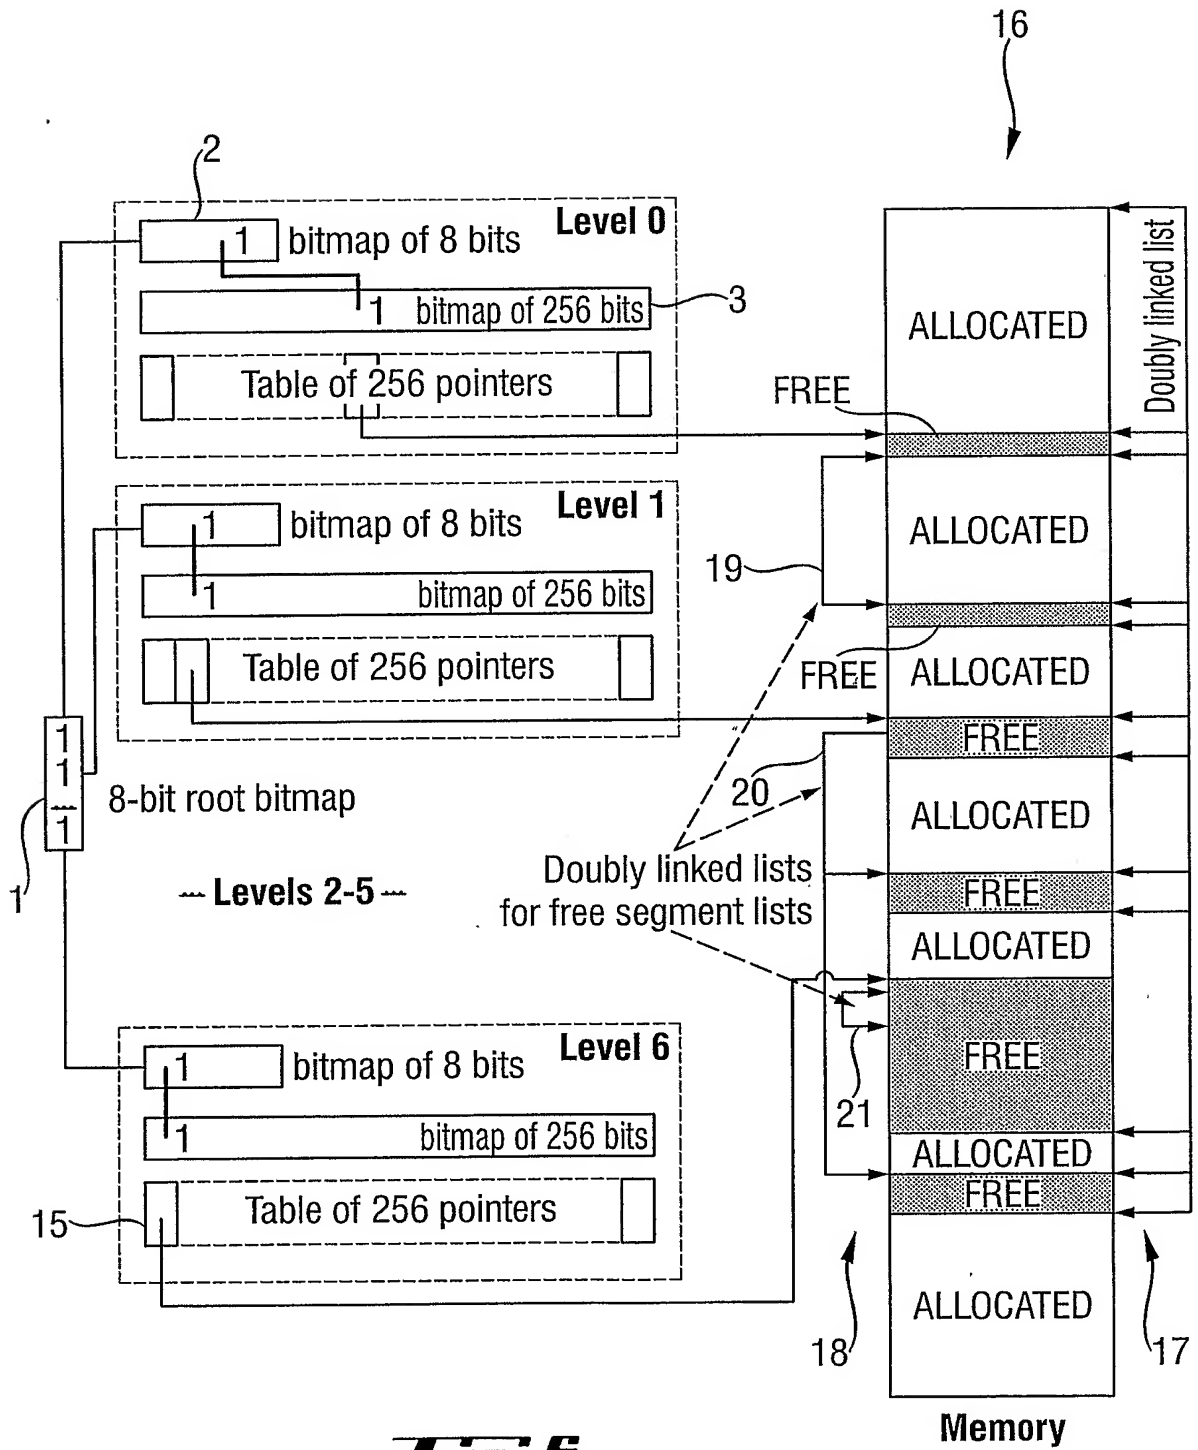 16
2
Level 0
1 bitmap of 8 bits
1 bitmap of 256 bits
3
Table of 256 pointers
Doubly linked list
ALLOCATED
FREE
Level 1
1 bitmap of 8 bits
1 bitmap of 256 bits
Table of 256 pointers
ALLOCATED
19
FREE
ALLOCATED
FREE
1
1
1
8-bit root bitmap
1
20
ALLOCATED
Levels 2-5
Doubly linked lists
for free segment lists
FREE
ALLOCATED
Level 6
1 bitmap of 8 bits
1 bitmap of 256 bits
Table of 256 pointers
15
FREE
21
ALLOCATED
FREE
18
ALLOCATED
17
Memory